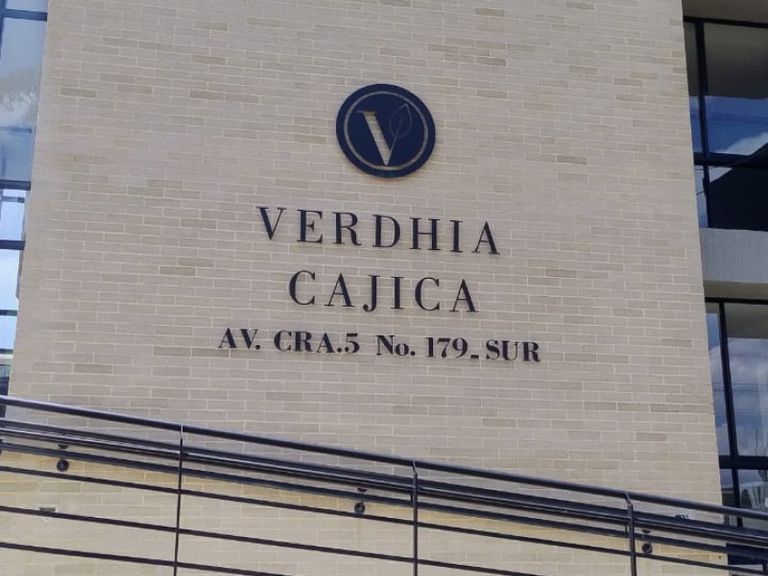 V
VERDHIA
CAJICA
AV. CRA.5 No. 179-SUR